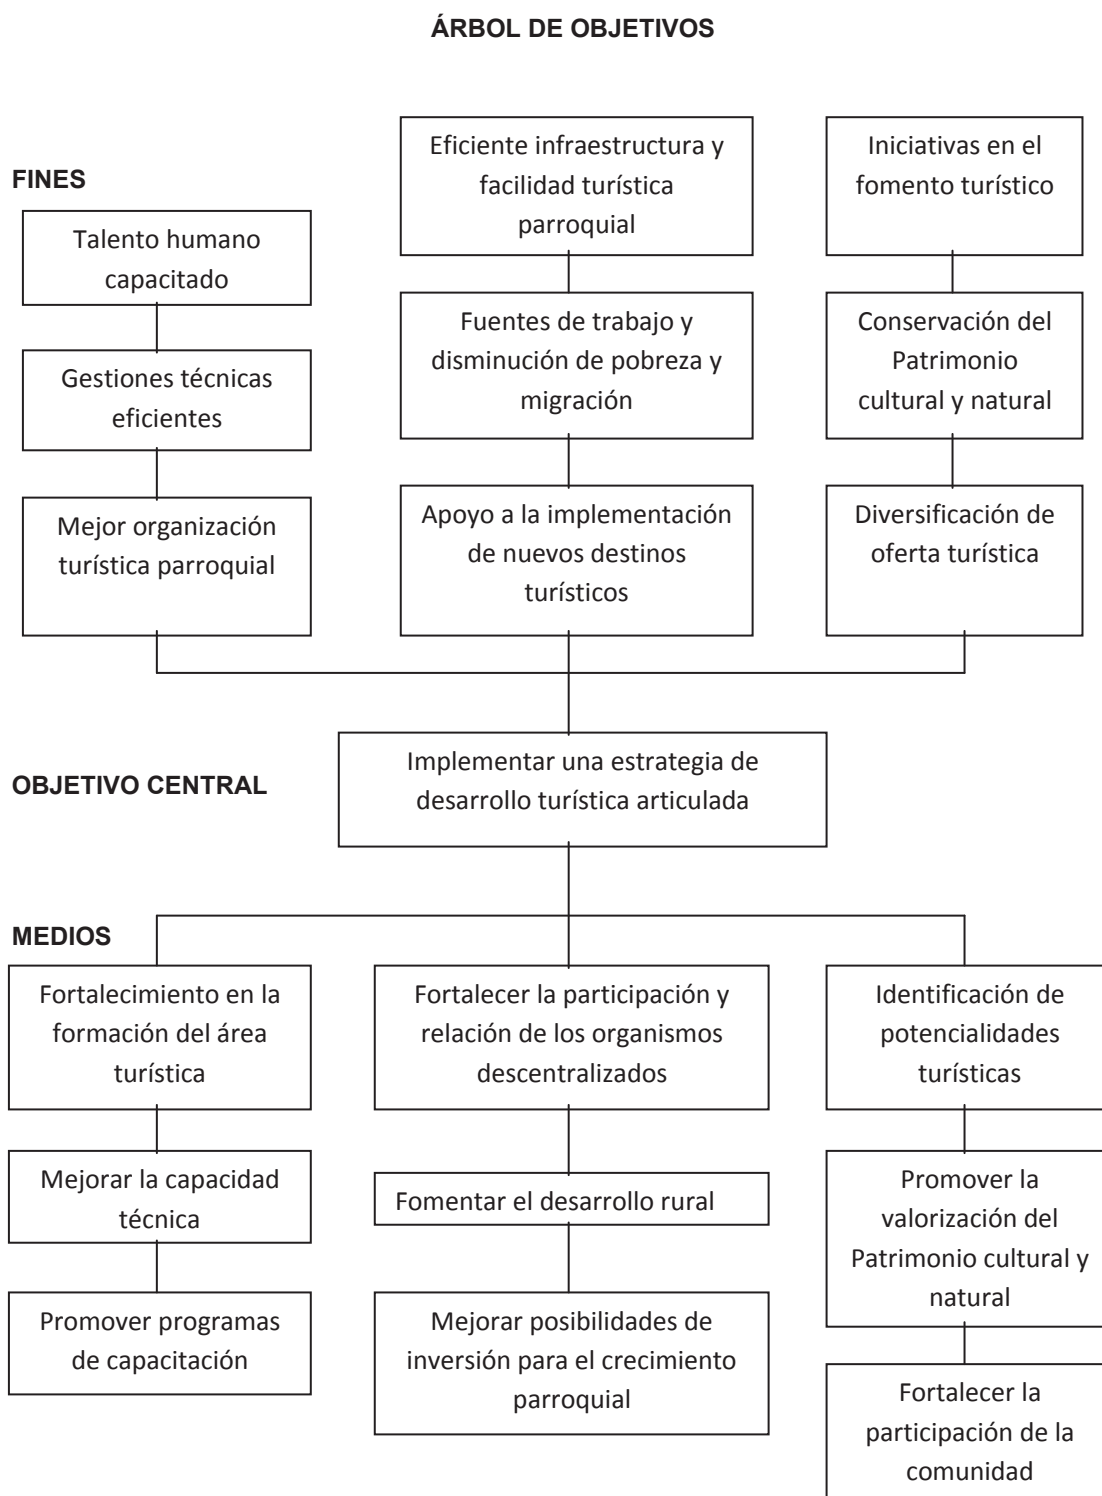 ÁRBOL DE OBJETIVOS
FINES
Talento humano
capacitado
Gestiones técnicas
eficientes
Mejor organización
turística parroquial
Eficiente infraestructura y
facilidad turística
parroquial
Fuentes de trabajo y
disminución de pobreza y
migración
Apoyo a la implementación
de nuevos destinos
turísticos
Iniciativas en el
fomento turístico
Conservación del
Patrimonio
cultural y natural
Diversificación de
oferta turística
OBJETIVO CENTRAL
Implementar una estrategia de
desarrollo turística articulada
MEDIOS
Fortalecimiento en la
formación del área
turística
Mejorar la capacidad
técnica
Promover programas
de capacitación
Fortalecer la participación y
relación de los organismos
descentralizados
Fomentar el desarrollo rural
Mejorar posibilidades de
inversión para el crecimiento
parroquial
Identificación de
potencialidades
turísticas
Promover la
valorización del
Patrimonio cultural y
natural
Fortalecer la
participación de la
comunidad